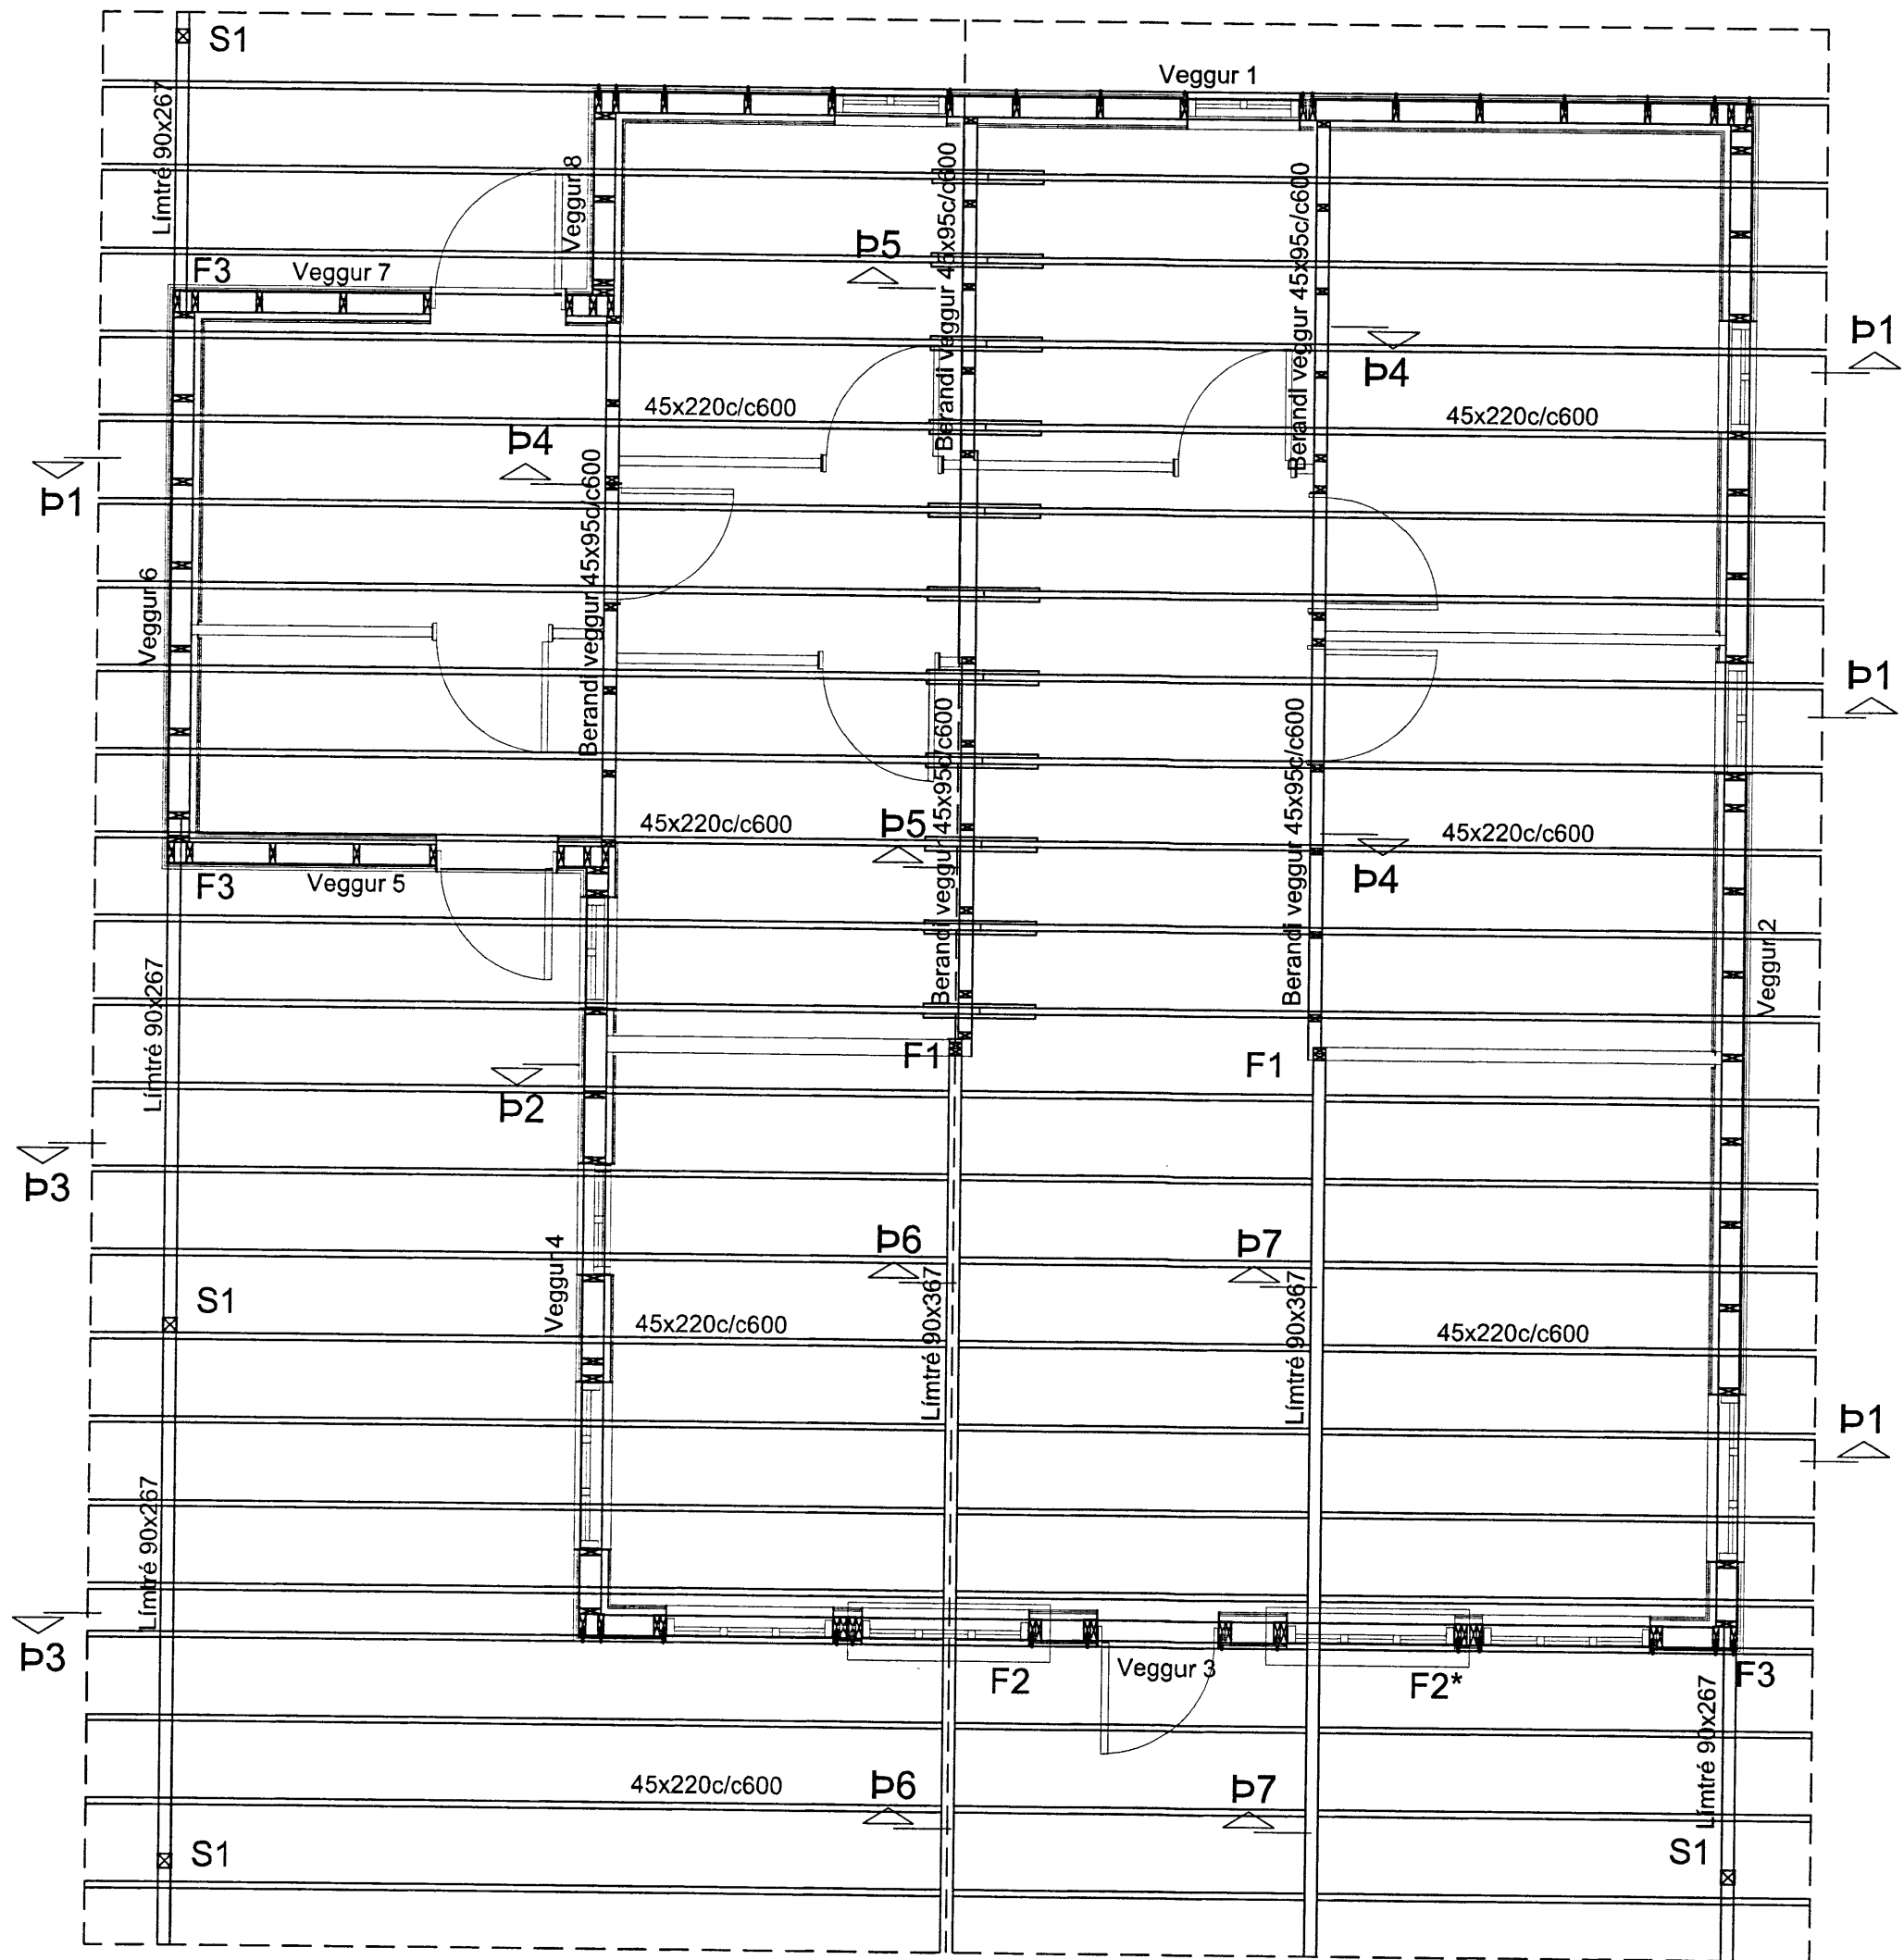 S1
Veggur 1
Límtré 90x267
Veggur 8
Berandi veggur 45x95c/c600
Berandi veggur 45x95c/c600
Þ5
F3
Veggur 7
Þ1
Þ4
45x220c/c600
45x220c/c600
Þ4
Þ1
Berandi veggur 45x95c/c600
Veggur 6
Þ1
Berandi veggur 45x95c/c600
Berandi veggur 45x95c/c600
45x220c/c600
Þ5
45x220c/c600
Þ4
F3
Veggur 5
Veggur 2
Límtré 90x267
F1
F1
Þ2
Þ3
Þ6
Þ7
Veggur 4
S1
Límtré 90x367
Límtré 90x367
45x220c/c600
45x220c/c600
Þ1
Límtré 90x267
Þ3
F2
Veggur 3
F2*
F3
Límtré 90x267
45x220c/c600
Þ6
Þ7
S1
S1